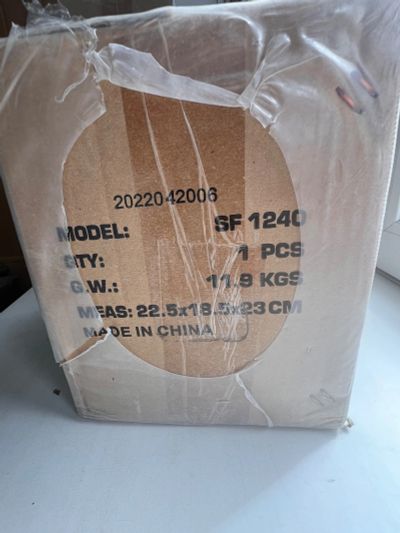 2022042006
MODEL: SF 1240
QTY: 1 PCS
G.W.: 11.9 KGS
MEAS: 22.5x18.5x23 CM
MADE IN CHINA